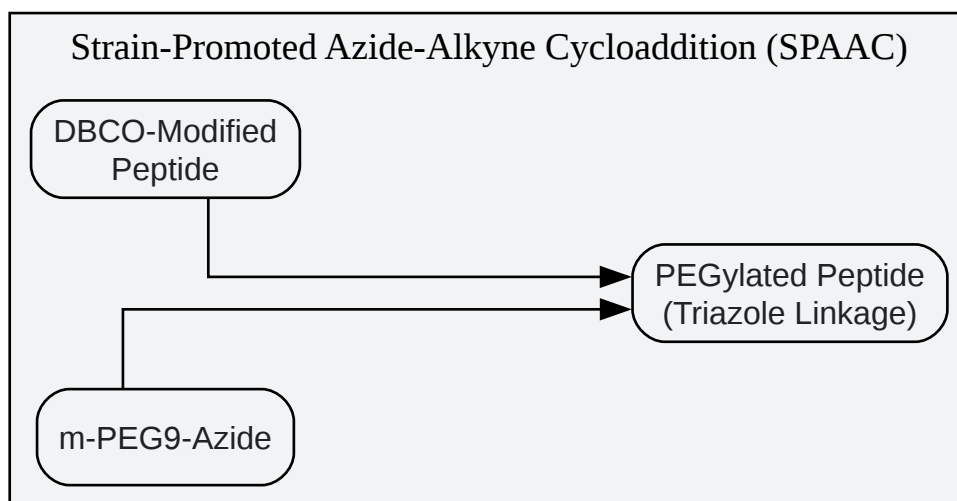 Strain-Promoted Azide-Alkyne Cycloaddition (SPAAC)
DBCO-Modified
Peptide
PEGylated Peptide
(Triazole Linkage)
m-PEG9-Azide